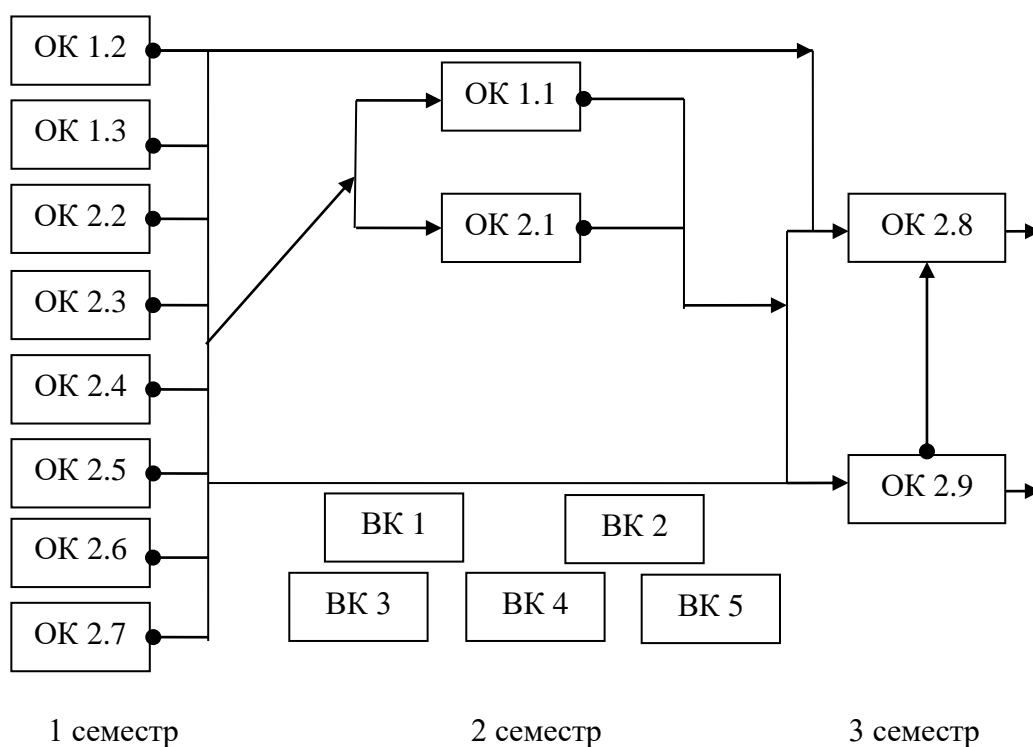 ОК 1.2
ОК 1.3
ОК 2.2
ОК 2.3
ОК 2.4
ОК 2.5
ОК 2.6
ОК 2.7
ОК 1.1
ОК 2.1
ВК 1
ВК 2
ВК 3
ВК 4
ВК 5
ОК 2.8
ОК 2.9
1 семестр
2 семестр
3 семестр